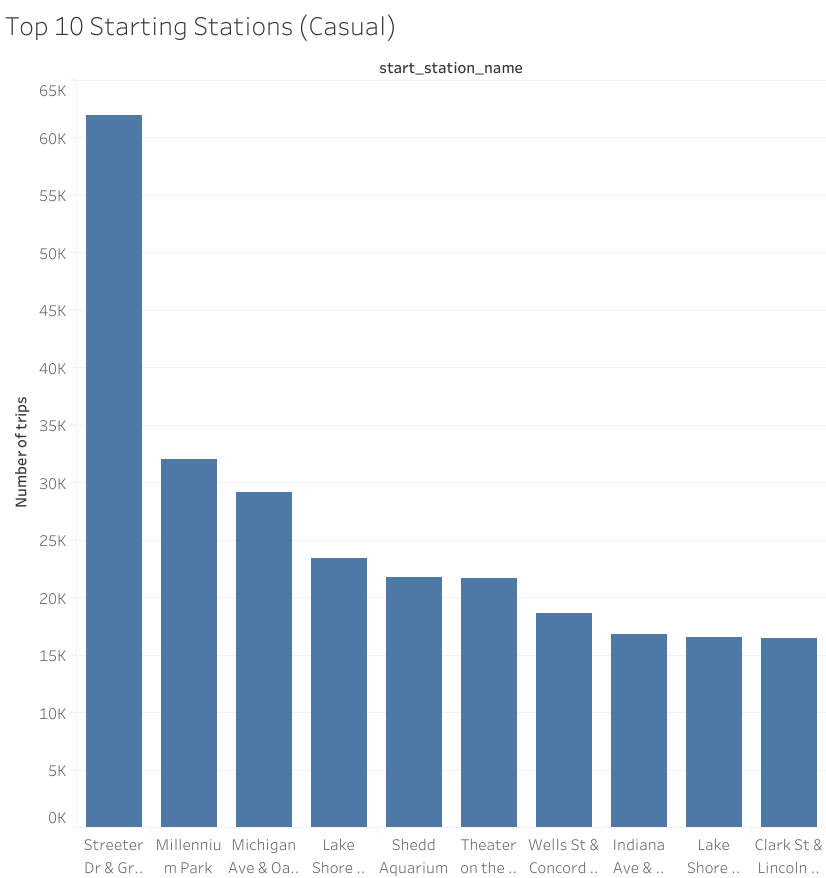 Top 10 Starting Stations (Casual)
start_station_name
65K
60K
55K
50K
45K
40K
35K
30K
25K
20K
15K
10K
5K
0K
Number of trips
Streeter
Dr & Gr..
Millenniu
m Park
Michigan
Ave & Oa..
Lake
Shore ..
Shedd
Aquarium
Theater
on the ..
Wells St &
Concord ..
Indiana
Ave & ..
Lake
Shore ..
Clark St &
Lincoln ..